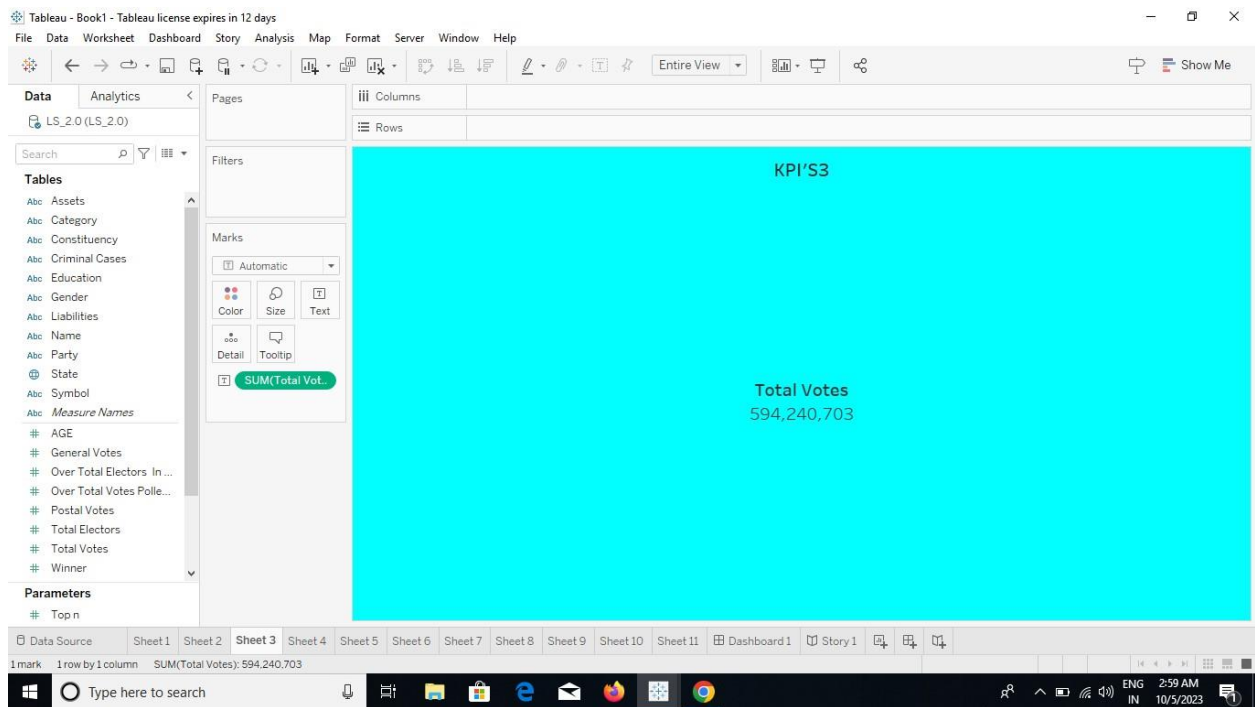 Tableau - Book1 - Tableau license expires in 12 days
File Data Worksheet Dashboard Story Analysis Map Format Server Window Help
Entire View
Show Me
Data Analytics
LS_2.0 (LS_2.0)
Search
Tables
Abc Assets
Abc Category
Abc Constituency
Abc Criminal Cases
Abc Education
Abc Gender
Abc Liabilities
Abc Name
Abc Party
State
Abc Symbol
Abc Measure Names
# AGE
# General Votes
# Over Total Electors In ...
# Over Total Votes Polle...
# Postal Votes
# Total Electors
# Total Votes
# Winner
Parameters
# Top n
Pages
Filters
Marks
Automatic
Color Size Text
Detail Tooltip
SUM(Total Vot..
iii Columns
Rows
KPI'S3
Total Votes
594,240,703
Data Source Sheet 1 Sheet 2 Sheet 3 Sheet 4 Sheet 5 Sheet 6 Sheet 7 Sheet 8 Sheet 9 Sheet 10 Sheet 11 Dashboard 1 Story 1
1 mark 1 row by 1 column SUM(Total Votes): 594,240,703
Type here to search
ENG
IN
2:59 AM
10/5/2023